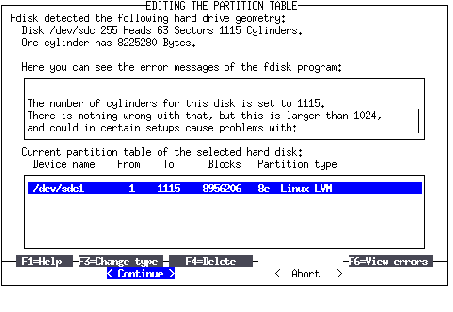 EDITING THE PARTITION TABLE
Fdisk detected the following hard drive geometry:
Disk /dev/sdc 255 Heads 63 Sectors 1115 Cylinders.
One cylinder has 8225280 Bytes.
Here you can see the error messages of the fdisk program:
The number of cylinders for this disk is set to 1115.
There is nothing wrong with that, but this is larger than 1024,
and could in certain setups cause problems with:
Current partition table of the selected hard disk:
Device name From To Blocks Partition type
/dev/sdc1 1 1115 8956206 8e Linux LVM
F1=Help F3=Change type F4=Delete F6=View errors
< Continue > < Abort >